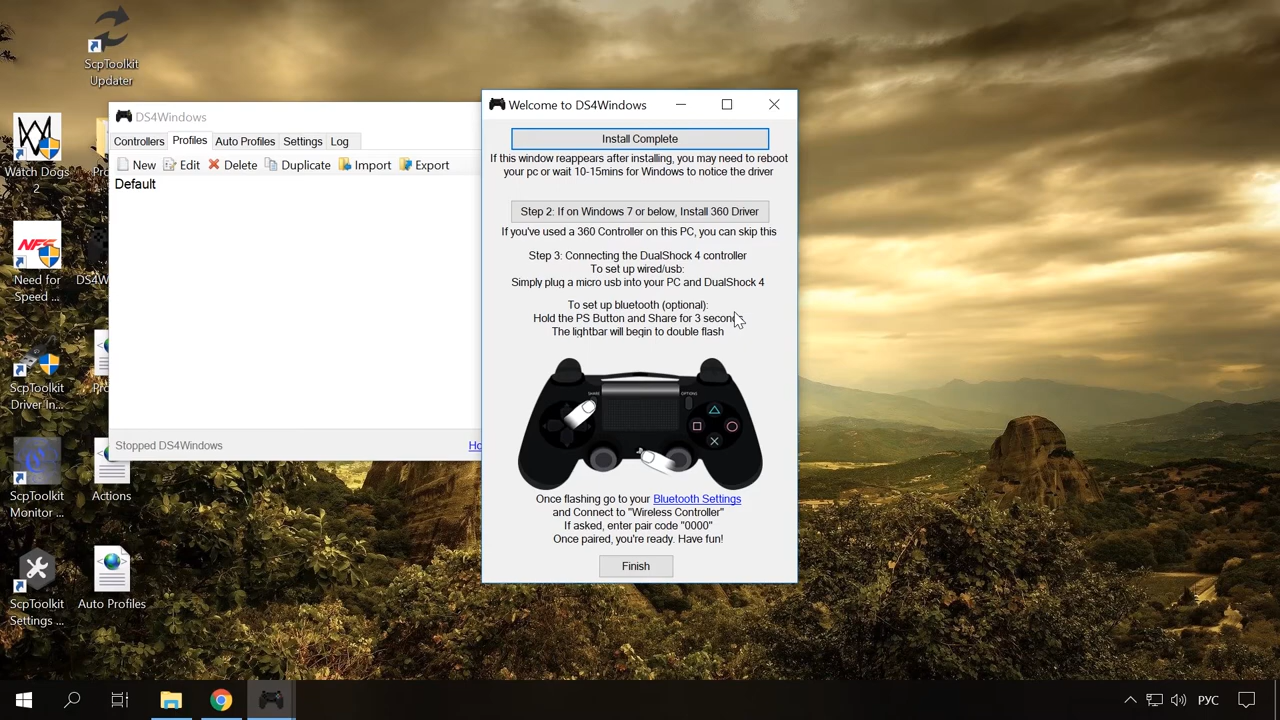 ScpToolkit
Updater
Watch Dogs
2
Need for
Speed ...
ScpToolkit
Driver In...
ScpToolkit
Monitor ...
ScpToolkit
Settings ...
Actions
Auto Profiles
DS4Windows
Controllers
Profiles
Auto Profiles
Settings
Log
New
Edit
Delete
Duplicate
Import
Export
Default
Stopped DS4Windows
Welcome to DS4Windows
Install Complete
If this window reappears after installing, you may need to reboot
your pc or wait 10-15mins for Windows to notice the driver
Step 2: If on Windows 7 or below, Install 360 Driver
If you've used a 360 Controller on this PC, you can skip this
Step 3: Connecting the DualShock 4 controller
To set up wired/usb:
Simply plug a micro usb into your PC and DualShock 4
To set up bluetooth (optional):
Hold the PS Button and Share for 3 seconds
The lightbar will begin to double flash
SHARE
OPTIONS
Once flashing go to your Bluetooth Settings
and Connect to "Wireless Controller"
If asked, enter pair code "0000"
Once paired, you're ready. Have fun!
Finish
РУС